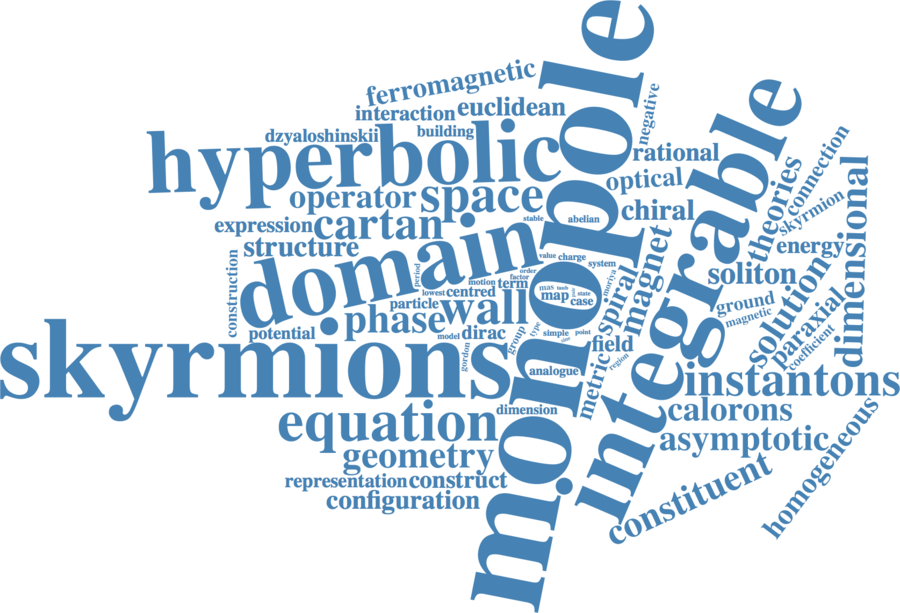 ferromagnetic
interaction
euclidean
dzyaloshinskii
building
hyperbolic
operator
space
expression
cartan
structure
stable
abelian
negative
rational
optical
chiral
monopole
integrable
theories
connection
skyrmion
dimensional
energy
soliton
solution
paraxial
coefficient
ground
magnetic
construction
domain
period
value
charge
order
system
factor
motion
term
lowest
centred
particle
wall
phase
potential
model
dirac
mas
map
state
case
moriya
spiral
magnet
group
type
simple
point
field
region
metric
gordon
skyrmions
analogue
dimension
equation
geometry
representation
construct
configuration
instantons
calorons
asymptotic
constituent
homogeneous